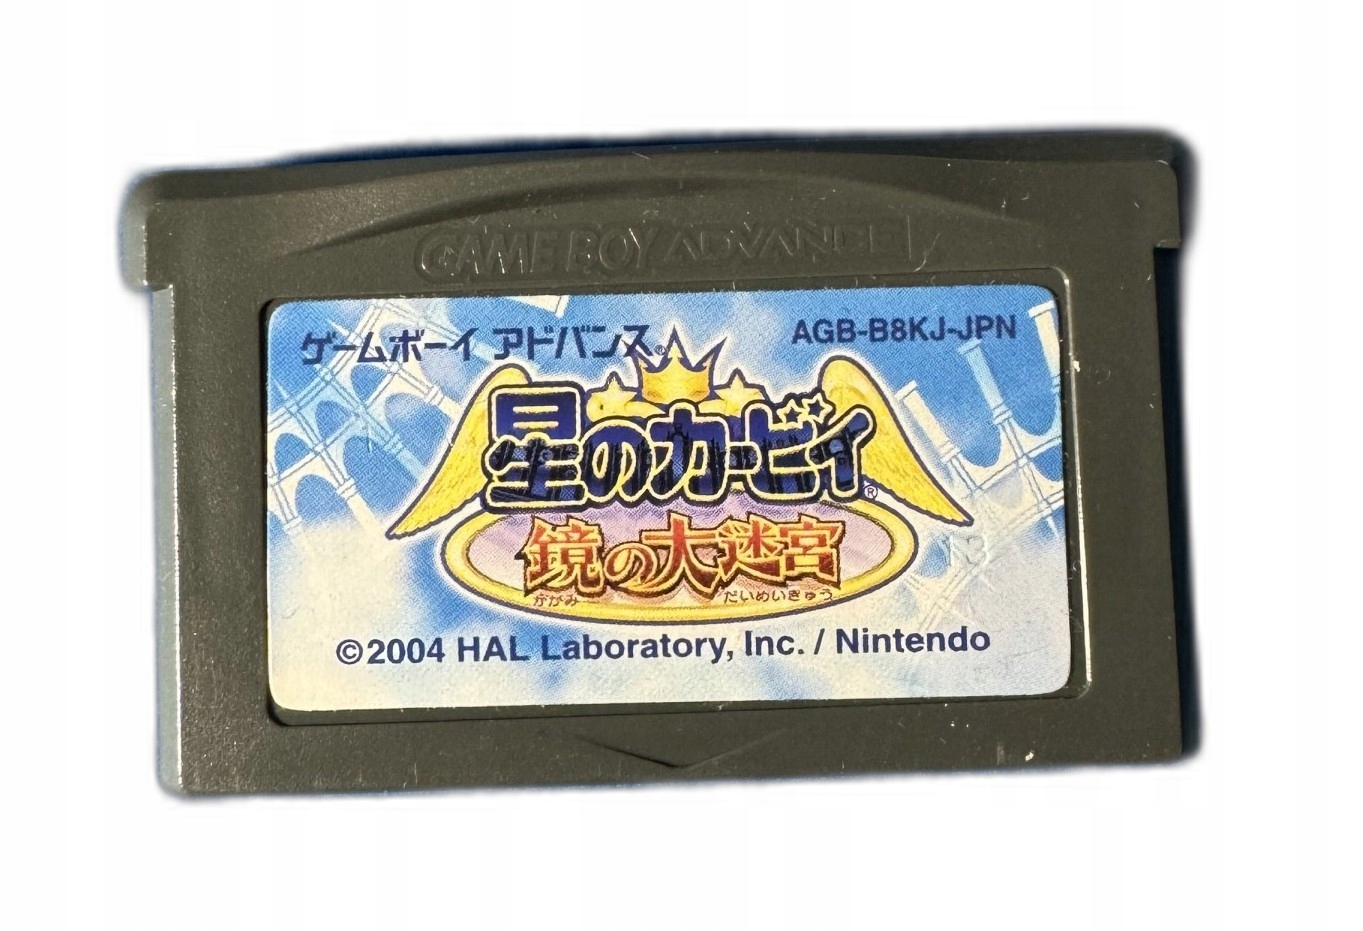 GAME BOY ADVANCE
ゲームボーイ アドバンス® AGB-B8KJ-JPN
星のカービィ®
鏡の大迷宮
かがみ だいめいきゅう
©2004 HAL Laboratory, Inc. / Nintendo